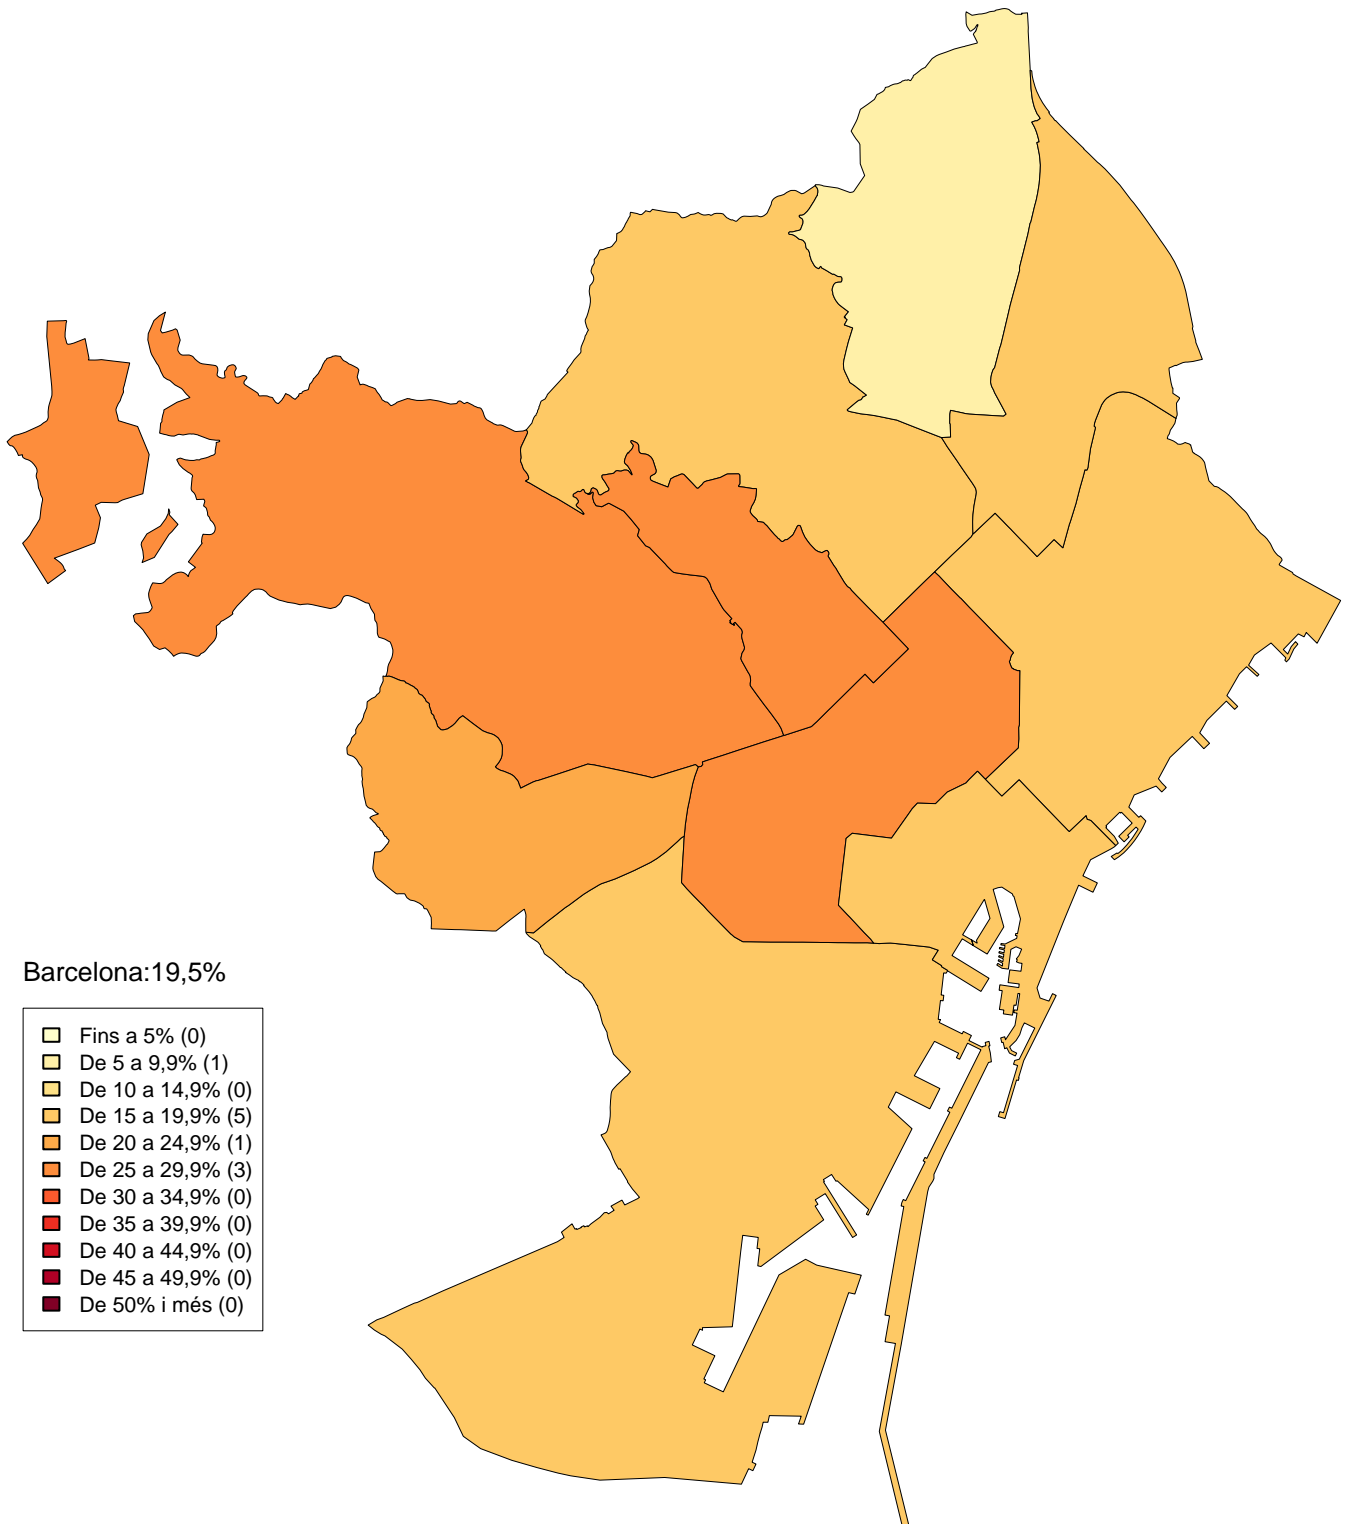 Barcelona:19,5%
Fins a 5% (0)
De 5 a 9,9% (1)
De 10 a 14,9% (0)
De 15 a 19,9% (5)
De 20 a 24,9% (1)
De 25 a 29,9% (3)
De 30 a 34,9% (0)
De 35 a 39,9% (0)
De 40 a 44,9% (0)
De 45 a 49,9% (0)
De 50% i més (0)